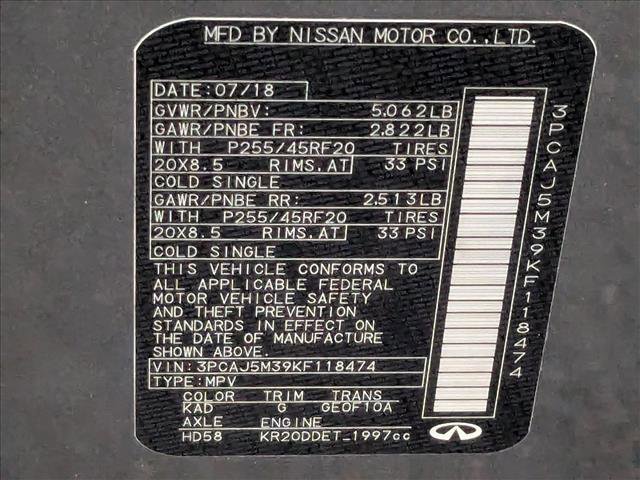 MFD BY NISSAN MOTOR CO.,LTD.
DATE:07/18
GVWR/PNBV: 5.062LB
GAWR/PNBE FR: 2.822LB
WITH P255/45RF20 TIRES
20X8.5 RIMS.AT 33 PSI
COLD SINGLE
GAWR/PNBE RR: 2.513LB
WITH P255/45RF20 TIRES
20X8.5 RIMS.AT 33 PSI
COLD SINGLE
THIS VEHICLE CONFORMS TO
ALL APPLICABLE FEDERAL
MOTOR VEHICLE SAFETY
AND THEFT PREVENTION
STANDARDS IN EFFECT ON
THE DATE OF MANUFACTURE
SHOWN ABOVE.
VIN:3PCAJ5M39KF118474
TYPE:MPV
COLOR TRIM TRANS
KAD G GEOF10A
AXLE ENGINE
HD58 KR20DDET 1997cc
3PCAJ5M39KF118474